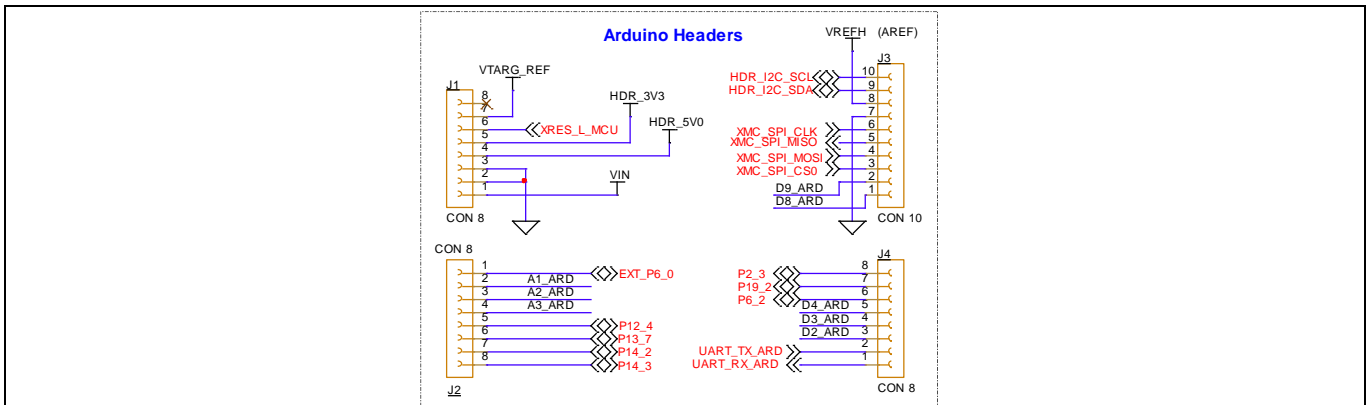 Arduino Headers
VREFH (AREF)
J1
VTARG_REF
HDR_3V3
HDR_5V0
XRES_L_MCU
VIN
8
7
6
5
4
3
2
1
CON 8
J3
HDR_I2C_SCL
HDR_I2C_SDA
XMC_SPI_CLK
XMC_SPI_MISO
XMC_SPI_MOSI
XMC_SPI_CS0
D9_ARD
D8_ARD
10
9
8
7
6
5
4
3
2
1
CON 10
CON 8
1
2
3
4
5
6
7
8
EXT_P6_0
A1_ARD
A2_ARD
A3_ARD
P12_4
P13_7
P14_2
P14_3
J2
J4
P2_3
P19_2
P6_2
D4_ARD
D3_ARD
D2_ARD
UART_TX_ARD
UART_RX_ARD
8
7
6
5
4
3
2
1
CON 8